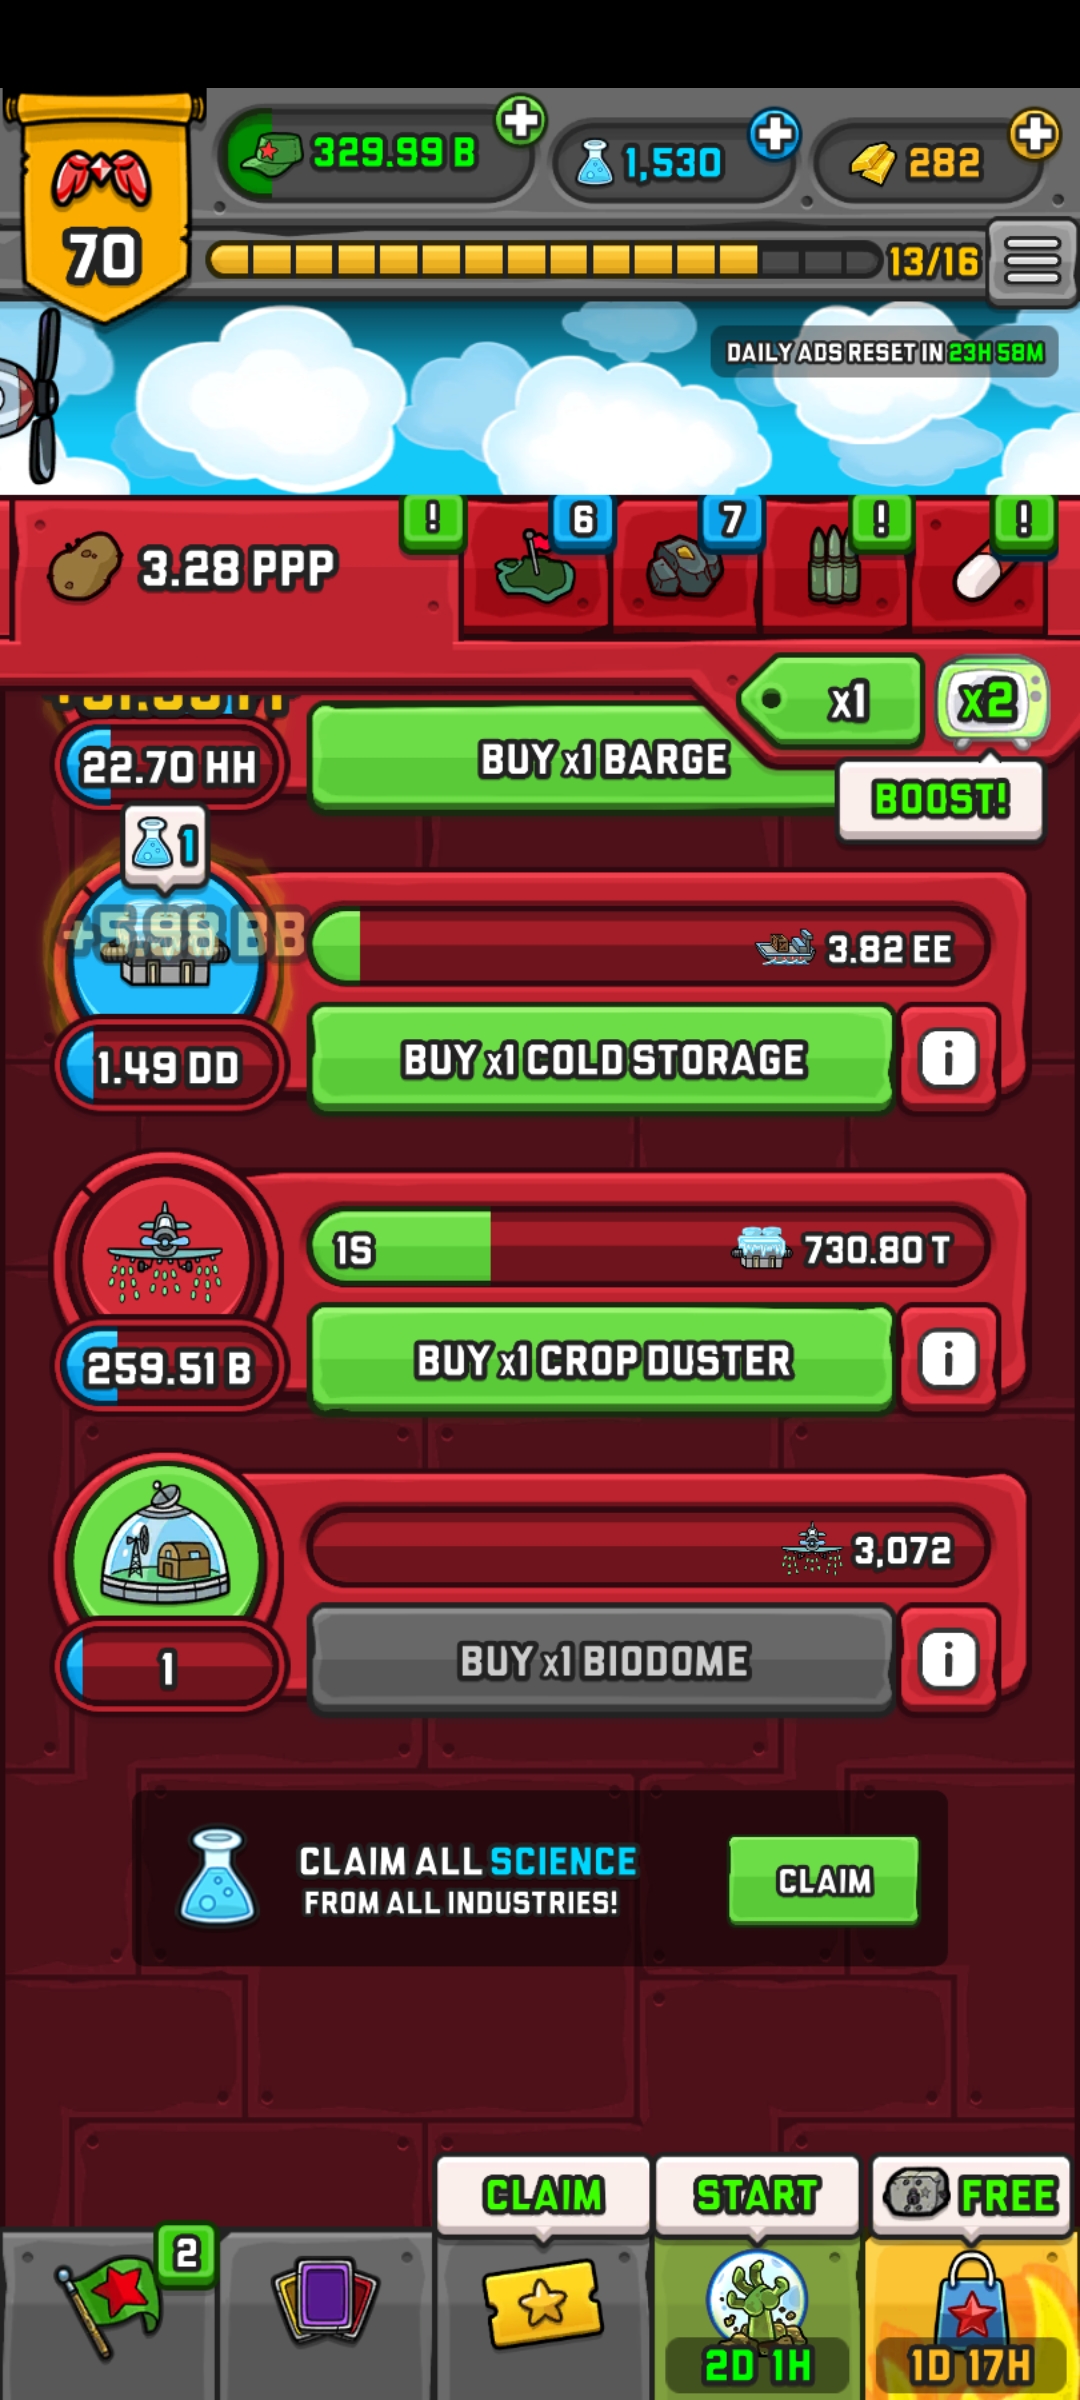 329.99 B
1,530
282
70
13/16
DAILY ADS RESET IN 23H 58M
3.28 PPP
!
6
7
!
!
x1
x2
22.70 HH
BUY x1 BARGE
BOOST!
1
+5.98 BB
3.82 EE
1.49 DD
BUY x1 COLD STORAGE
i
1S
730.80 T
259.51 B
BUY x1 CROP DUSTER
i
3,072
1
BUY x1 BIODOME
i
CLAIM ALL SCIENCE
FROM ALL INDUSTRIES!
CLAIM
CLAIM
START
FREE
2
2D 1H
1D 17H